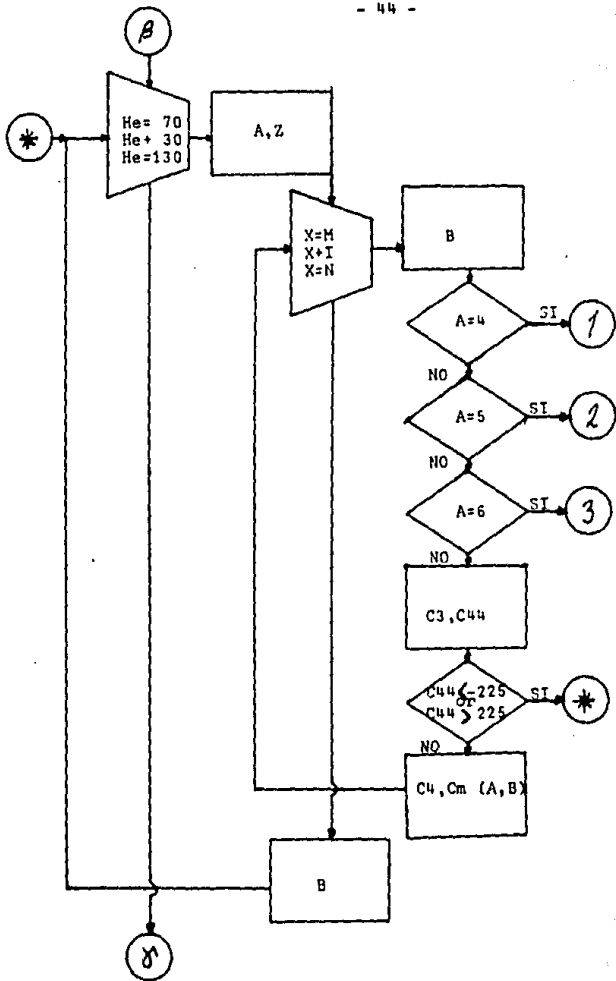 - 44 -
β
*
He= 70
He+ 30
He=130
A,Z
X=M
X+I
X=N
B
A=4
SI
1
NO
A=5
SI
2
NO
A=6
SI
3
NO
C3,C44
C44<-225
or
C44 > 225
SI
*
NO
C4,Cm (A,B)
B
γ